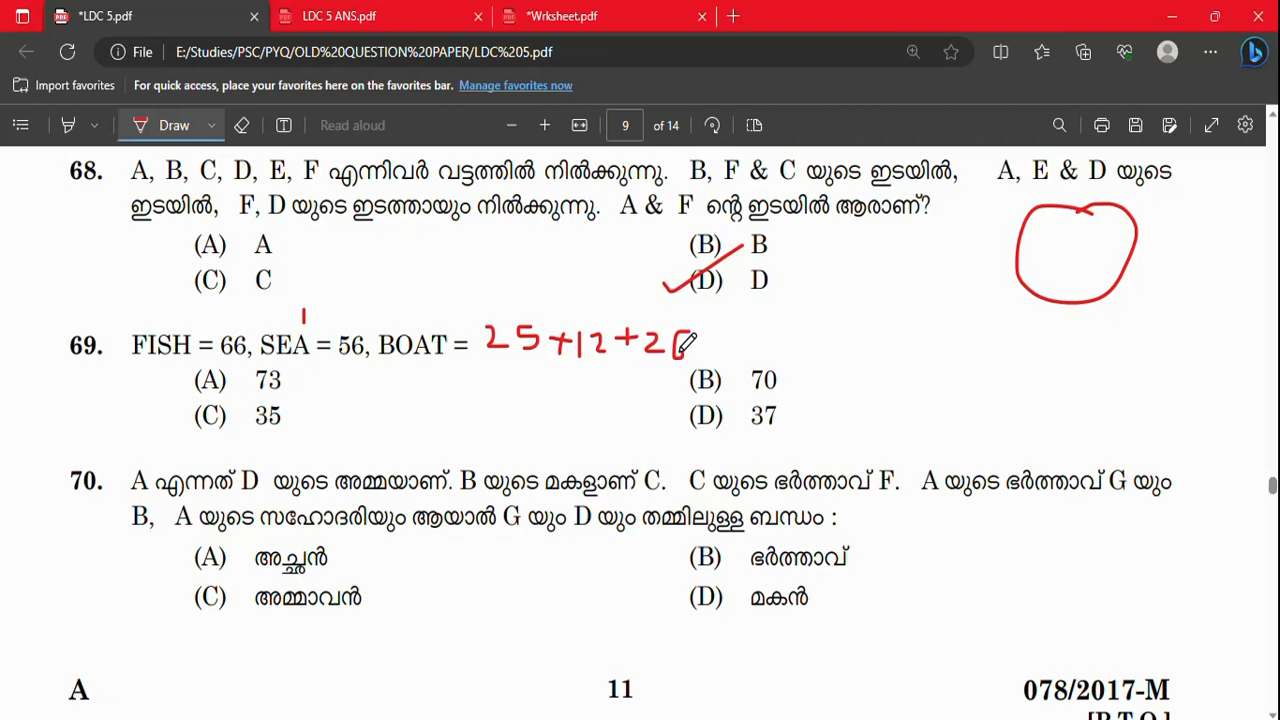 *LDC 5.pdf LDC 5 ANS.pdf *Wrksheet.pdf
File E:/Studies/PSC/PYQ/OLD%20QUESTION%20PAPER/LDC%205.pdf
Import favorites For quick access, place your favorites here on the favorites bar. Manage favorites now
Draw Read aloud 9 of 14
68. A, B, C, D, E, F എന്നിവർ വട്ടത്തിൽ നിൽക്കുന്നു. B, F & C യുടെ ഇടയിൽ, A, E & D യുടെ
ഇടയിൽ, F, D യുടെ ഇടത്തായും നിൽക്കുന്നു. A & F ന്റെ ഇടയിൽ ആരാണ്?
(A) A (B) B
(C) C (D) D
1
69. FISH = 66, SEA = 56, BOAT = 25+12+2
(A) 73 (B) 70
(C) 35 (D) 37
70. A എന്നത് D യുടെ അമ്മയാണ്. B യുടെ മകളാണ് C. C യുടെ ഭർത്താവ് F. A യുടെ ഭർത്താവ് G യും
B, A യുടെ സഹോദരിയും ആയാൽ G യും D യും തമ്മിലുള്ള ബന്ധം :
(A) അച്ഛൻ (B) ഭർത്താവ്
(C) അമ്മാവൻ (D) മകൻ
A 11 078/2017-M
[P.T.O.]